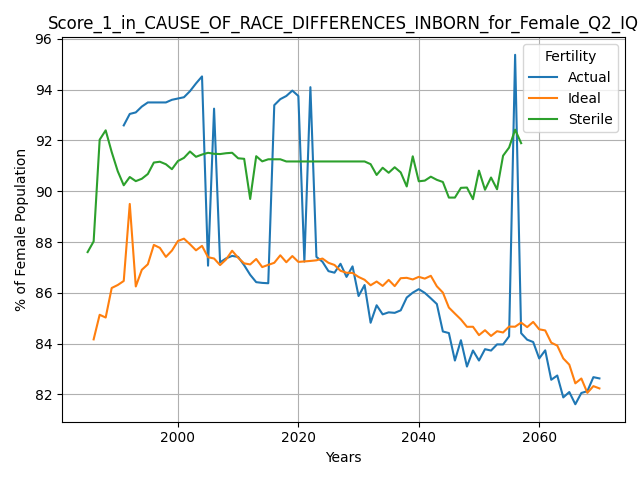 Score_1_in_CAUSE_OF_RACE_DIFFERENCES_INBORN_for_Female_Q2_IQ
Fertility
Actual
Ideal
Sterile
% of Female Population
96
94
92
90
88
86
84
82
2000
2020
2040
2060
Years